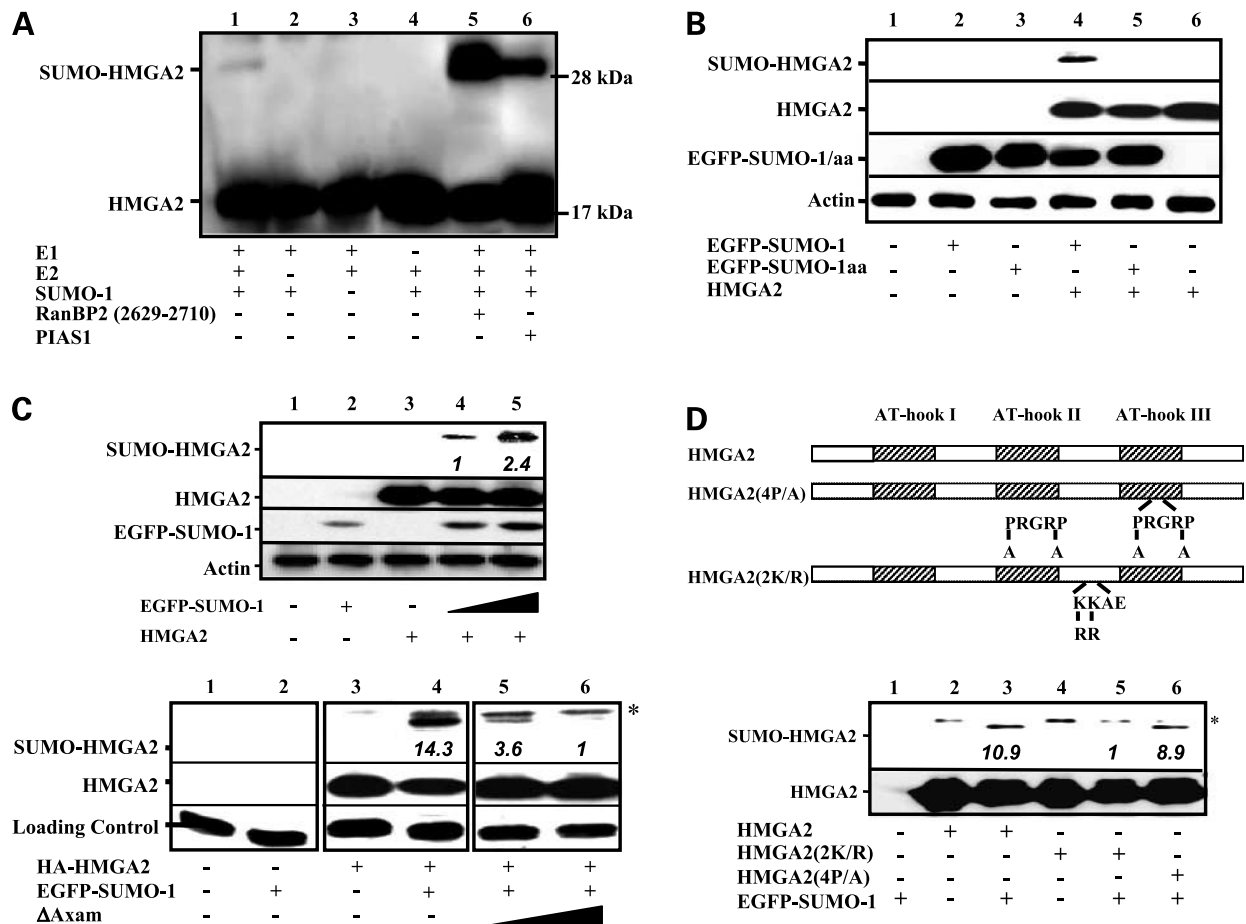 A
1 2 3 4 5 6
SUMO-HMGA2
28 kDa
HMGA2
17 kDa
E1 + + + - + +
E2 + - + + + +
SUMO-1 + + - + + +
RanBP2 (2629-2710) - - - - + -
PIAS1 - - - - - +
B
1 2 3 4 5 6
SUMO-HMGA2
HMGA2
EGFP-SUMO-1/aa
Actin
EGFP-SUMO-1 - + - + - -
EGFP-SUMO-1aa - - + - + -
HMGA2 - - - + + +
C
1 2 3 4 5
SUMO-HMGA2
1 2.4
HMGA2
EGFP-SUMO-1
Actin
EGFP-SUMO-1 - + -
HMGA2 - - + + +
1 2 3 4 5 6
*
SUMO-HMGA2 14.3 3.6 1
HMGA2
Loading Control
HA-HMGA2 - - + + + +
EGFP-SUMO-1 - + - + + +
ΔAxam - - - -
D
AT-hook I AT-hook II AT-hook III
HMGA2
HMGA2(4P/A)
PRGRP PRGRP
A A A A
HMGA2(2K/R)
KKAE
RR
1 2 3 4 5 6
*
SUMO-HMGA2
10.9 1 8.9
HMGA2
HMGA2 - + + - - -
HMGA2(2K/R) - - - + + -
HMGA2(4P/A) - - - - - +
EGFP-SUMO-1 + - + - + +